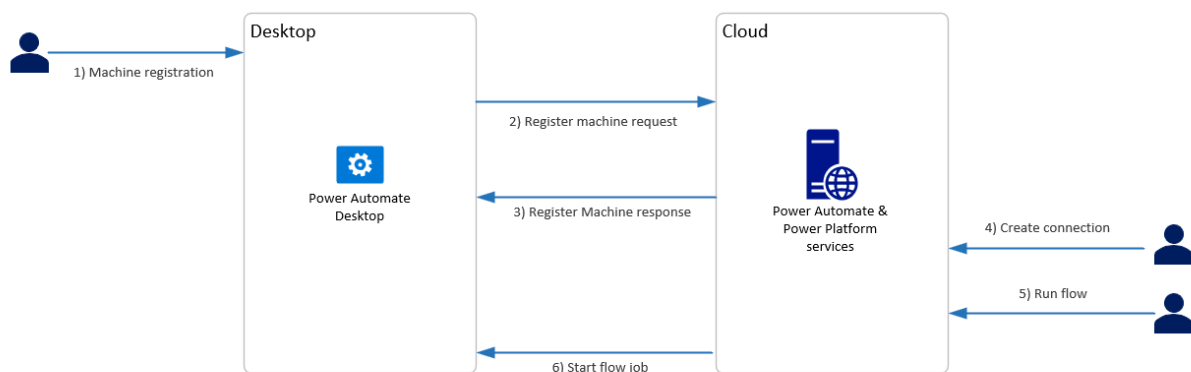 Desktop
Cloud
1) Machine registration
2) Register machine request
Power Automate
Desktop
3) Register Machine response
Power Automate &
Power Platform
services
4) Create connection
5) Run flow
6) Start flow job